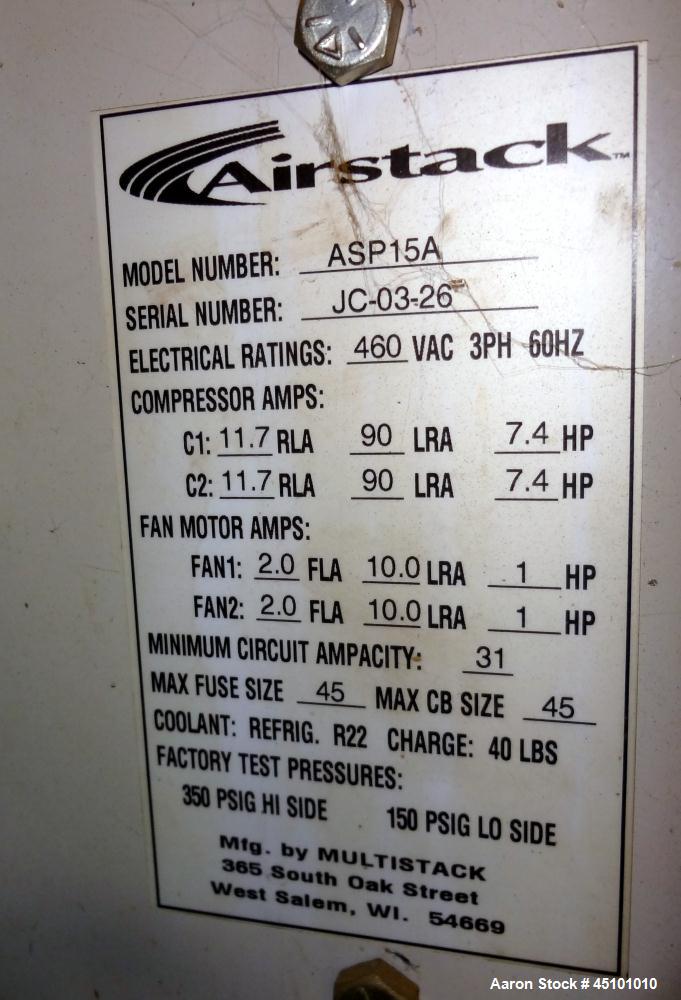 Airstack™
MODEL NUMBER: ASP15A
SERIAL NUMBER: JC-03-26
ELECTRICAL RATINGS: 460 VAC 3PH 60HZ
COMPRESSOR AMPS:
C1: 11.7 RLA 90 LRA 7.4 HP
C2: 11.7 RLA 90 LRA 7.4 HP
FAN MOTOR AMPS:
FAN1: 2.0 FLA 10.0 LRA 1 HP
FAN2: 2.0 FLA 10.0 LRA 1 HP
MINIMUM CIRCUIT AMPACITY: 31
MAX FUSE SIZE 45 MAX CB SIZE 45
COOLANT: REFRIG. R22 CHARGE: 40 LBS
FACTORY TEST PRESSURES:
350 PSIG HI SIDE 150 PSIG LO SIDE
Mfg. by MULTISTACK
365 South Oak Street
West Salem, WI. 54669
Aaron Stock # 45101010